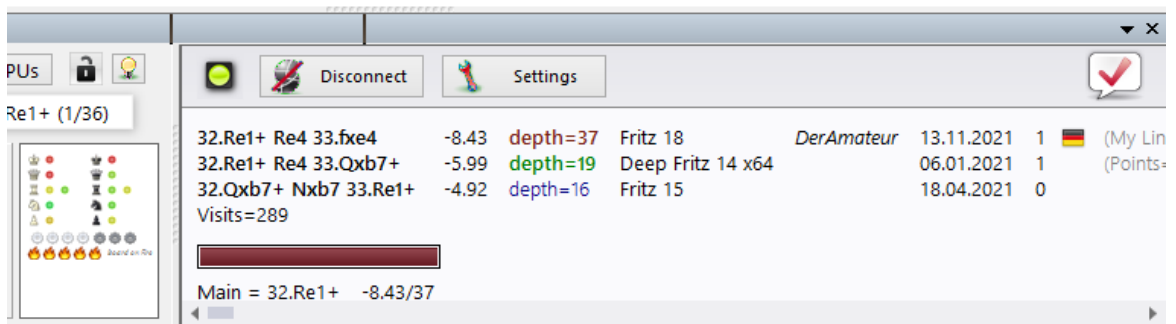 PUs
Disconnect
Settings
Re1+ (1/36)
32.Re1+ Re4 33.fxe4 -8.43 depth=37 Fritz 18 DerAmateur 13.11.2021 1 (My Lin
32.Re1+ Re4 33.Qxb7+ -5.99 depth=19 Deep Fritz 14 x64 06.01.2021 1 (Points=
32.Qxb7+ Nxb7 33.Re1+ -4.92 depth=16 Fritz 15 18.04.2021 0
Visits=289
Board on Fire
Main = 32.Re1+ -8.43/37